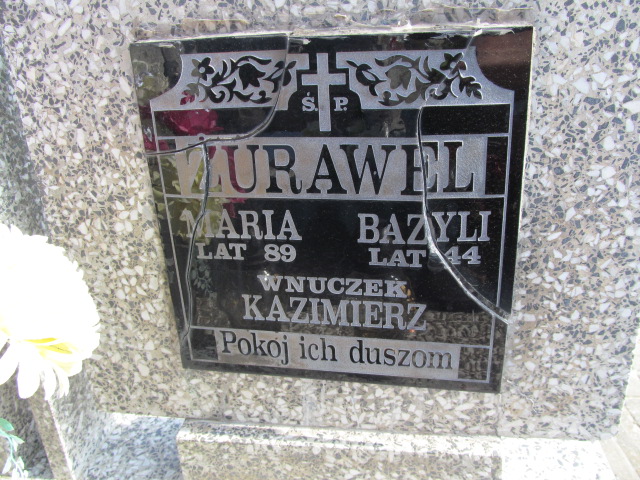 Ś. P.
ŻURAWEL
MARIA BAZYLI
LAT 89 LAT 44
WNUCZEK
KAZIMIERZ
Pokój ich duszom